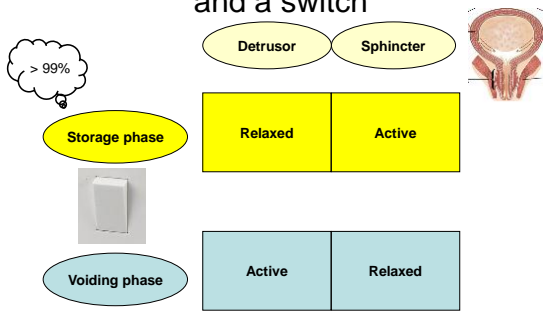 and a switch
Detrusor Sphincter
> 99%
Storage phase Relaxed Active
Voiding phase Active Relaxed